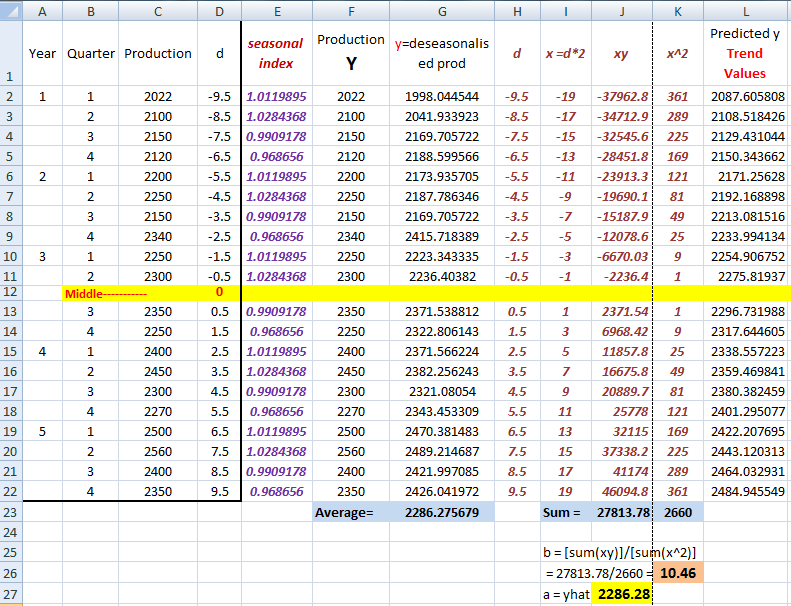 A B C D E F G H I J K L
1 Year Quarter Production d seasonal index Production Y y=deseasonalis ed prod d x =d*2 xy x^2 Predicted y Trend Values
2 1 1 2022 -9.5 1.0119895 2022 1998.044544 -9.5 -19 -37962.8 361 2087.605808
3 2 2100 -8.5 1.0284368 2100 2041.933923 -8.5 -17 -34712.9 289 2108.518426
4 3 2150 -7.5 0.9909178 2150 2169.705722 -7.5 -15 -32545.6 225 2129.431044
5 4 2120 -6.5 0.968656 2120 2188.599566 -6.5 -13 -28451.8 169 2150.343662
6 2 1 2200 -5.5 1.0119895 2200 2173.935705 -5.5 -11 -23913.3 121 2171.25628
7 2 2250 -4.5 1.0284368 2250 2187.786346 -4.5 -9 -19690.1 81 2192.168898
8 3 2150 -3.5 0.9909178 2150 2169.705722 -3.5 -7 -15187.9 49 2213.081516
9 4 2340 -2.5 0.968656 2340 2415.718389 -2.5 -5 -12078.6 25 2233.994134
10 3 1 2250 -1.5 1.0119895 2250 2223.343335 -1.5 -3 -6670.03 9 2254.906752
11 2 2300 -0.5 1.0284368 2300 2236.40382 -0.5 -1 -2236.4 1 2275.81937
12 Middle----------- 0
13 3 2350 0.5 0.9909178 2350 2371.538811 0.5 1 2371.54 1 2296.731988
14 4 2250 1.5 0.968656 2250 2322.806143 1.5 3 6968.42 9 2317.644605
15 4 1 2400 2.5 1.0119895 2400 2371.566224 2.5 5 11857.8 25 2338.557223
16 2 2450 3.5 1.0284368 2450 2382.256243 3.5 7 16675.8 49 2359.469841
17 3 2300 4.5 0.9909178 2300 2321.08054 4.5 9 20889.7 81 2380.382459
18 4 2270 5.5 0.968656 2270 2343.453309 5.5 11 25778 121 2401.295077
19 5 1 2500 6.5 1.0119895 2500 2470.381483 6.5 13 32115 169 2422.207695
20 2 2560 7.5 1.0284368 2560 2489.214687 7.5 15 37338.2 225 2443.120313
21 3 2400 8.5 0.9909178 2400 2421.997085 8.5 17 41174 289 2464.032931
22 4 2350 9.5 0.968656 2350 2426.041972 9.5 19 46094.8 361 2484.945549
23 Average= 2286.275679 Sum = 27813.78 2660
24
25 b = [sum(xy)]/[sum(x^2)]
26 = 27813.78/2660 = 10.46
27 a = yhat 2286.28